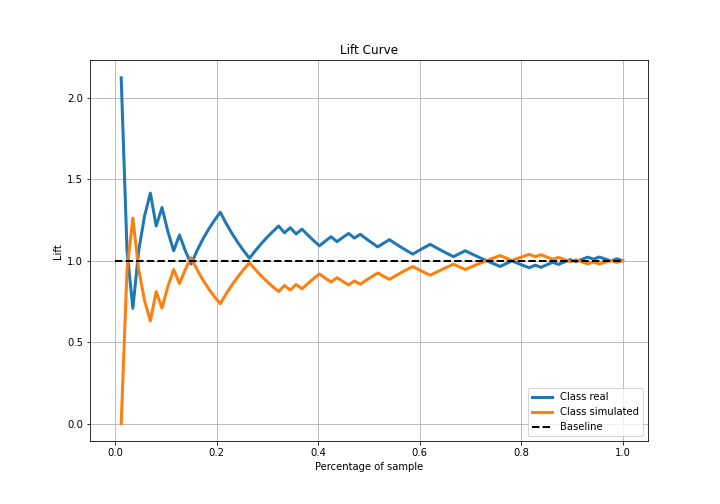 Lift Curve
Lift
2.0
1.5
1.0
0.5
0.0
0.0
0.2
0.4
0.6
0.8
1.0
Percentage of sample
Class real
Class simulated
Baseline